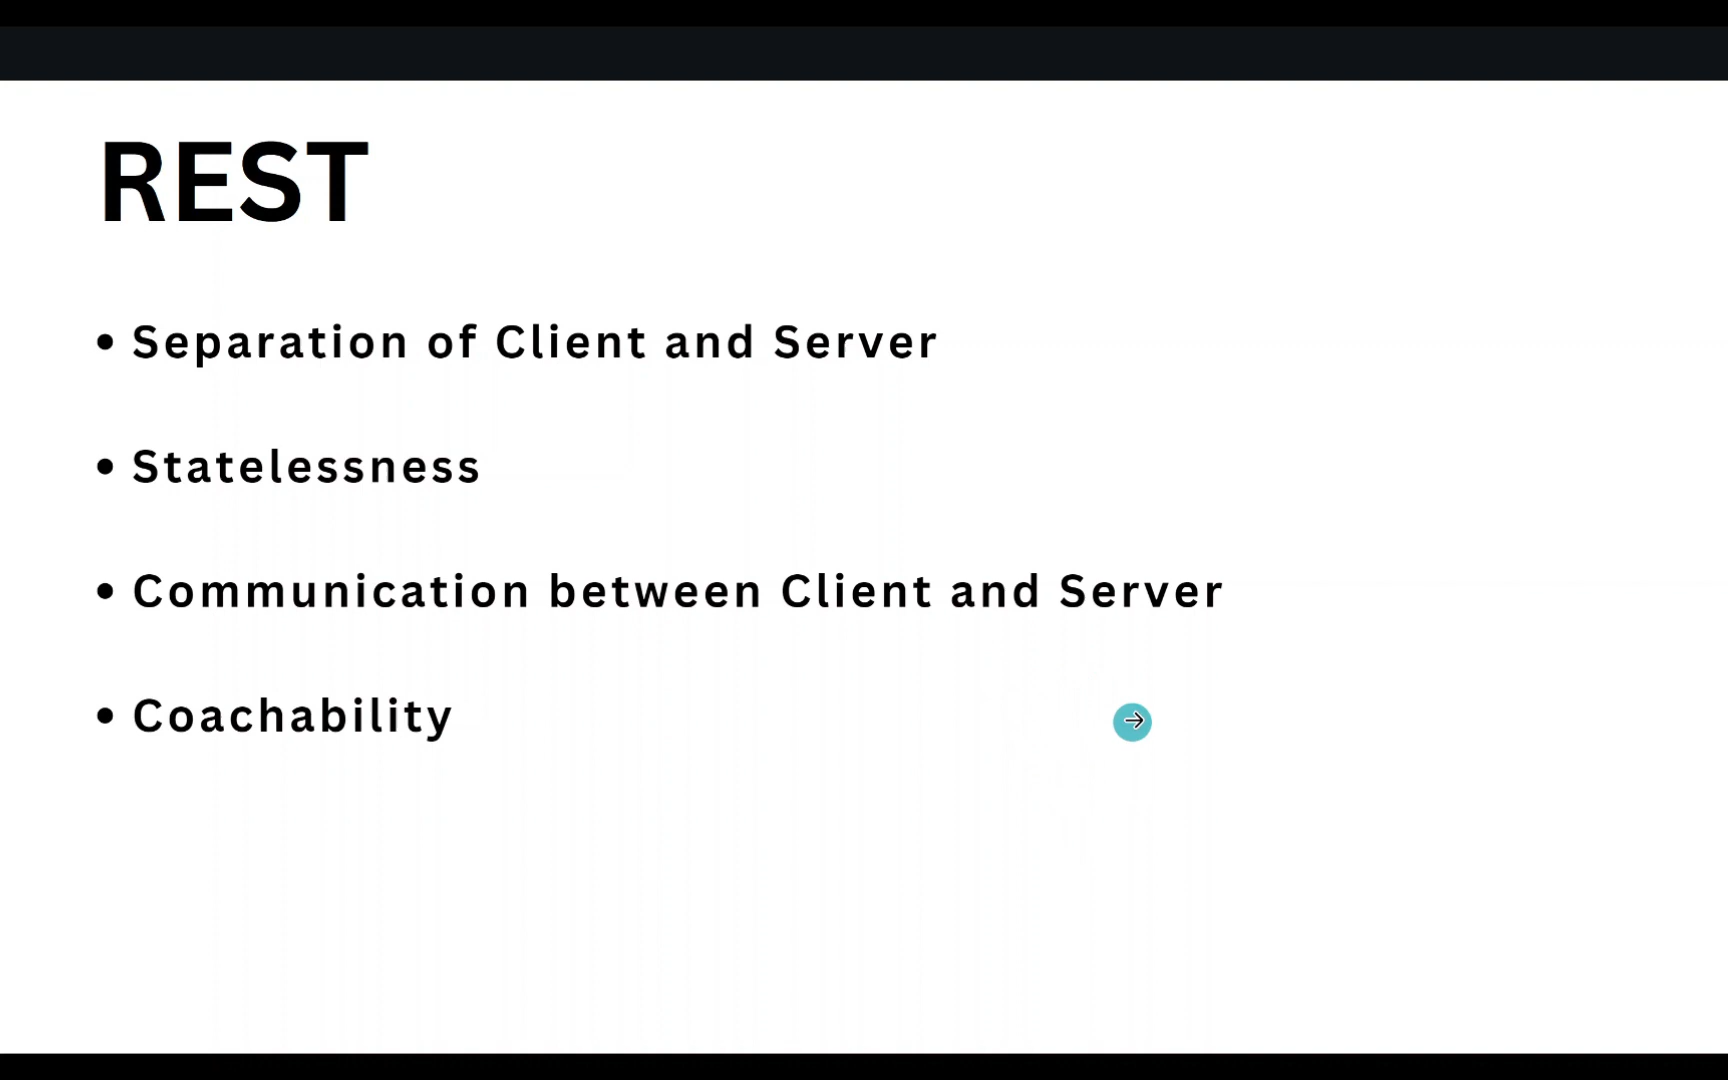 REST
• Separation of Client and Server
• Statelessness
• Communication between Client and Server
• Coachability